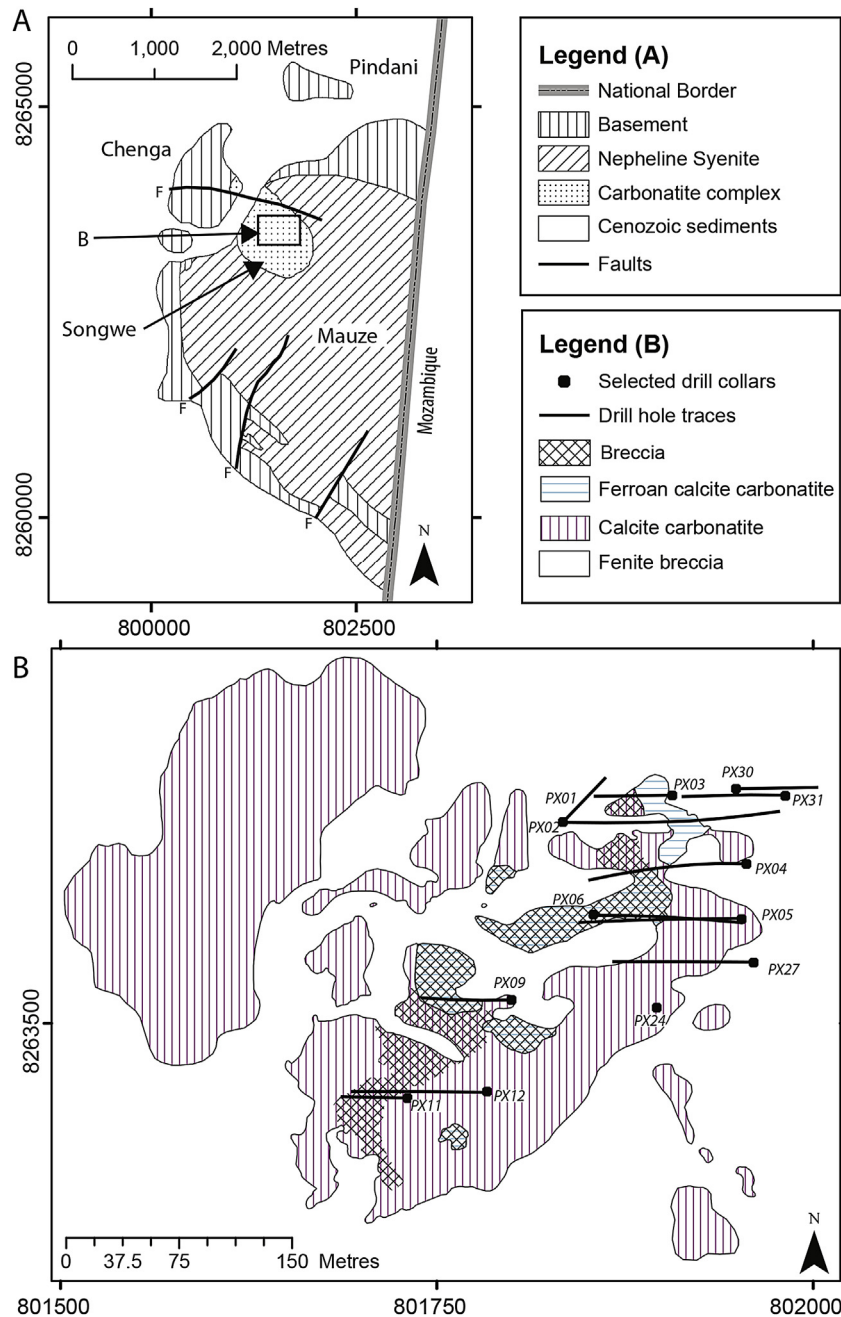 A
0 1,000 2,000 Metres
Pindani
Chenga
F
B
Songwe
Mauze
Mozambique
F
F
F
N
8265000
8260000
800000 802500
Legend (A)
National Border
Basement
Nepheline Syenite
Carbonatite complex
Cenozoic sediments
Faults
Legend (B)
Selected drill collars
Drill hole traces
Breccia
Ferroan calcite carbonatite
Calcite carbonatite
Fenite breccia
B
PX30
PX03
PX01
PX31
PX02
PX04
PX06
PX05
PX27
PX09
PX24
PX12
PX11
8263500
N
0 37.5 75 150 Metres
801500 801750 802000